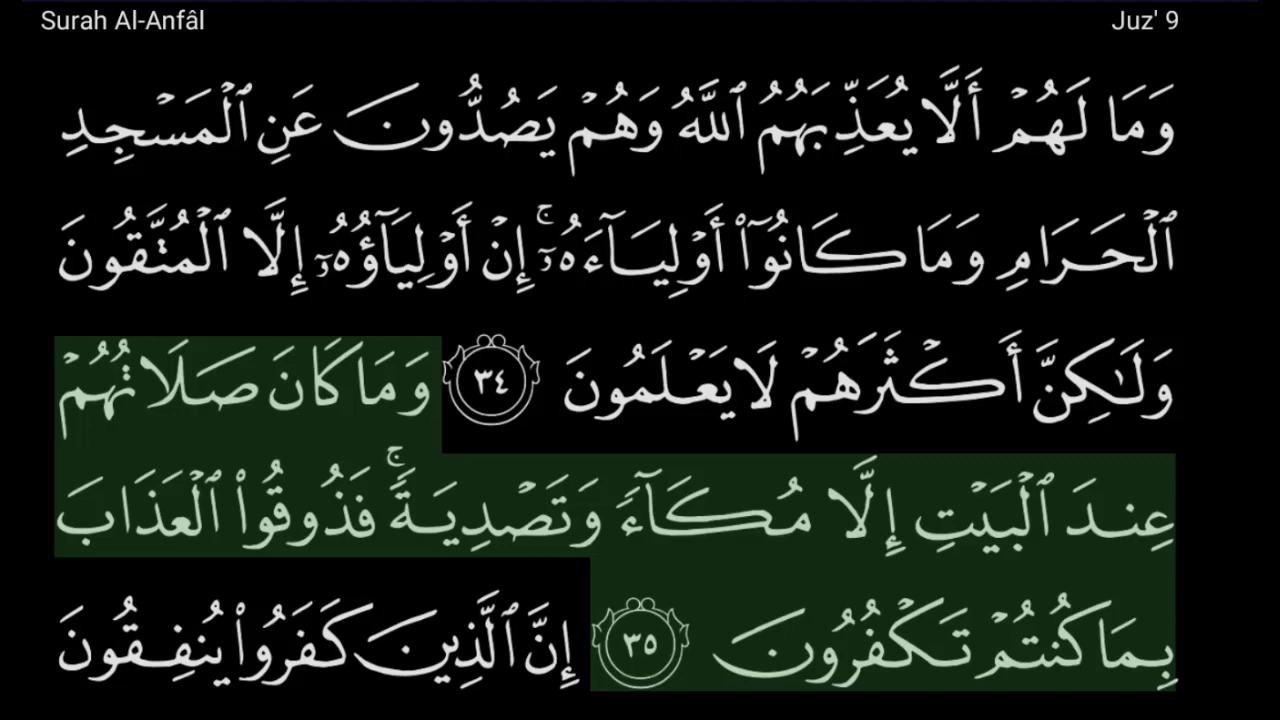 Surah Al-Anfâl
Juz' 9
وَمَا لَهُمْ أَلَّا يُعَذِّبَهُمُ ٱللَّهُ وَهُمْ يَصُدُّونَ عَنِ ٱلْمَسْجِدِ
ٱلْحَرَامِ وَمَا كَانُوٓا۟ أَوْلِيَآءَهُۥٓ ۚ إِنْ أَوْلِيَآؤُهُۥٓ إِلَّا ٱلْمُتَّقُونَ
وَلَـٰكِنَّ أَكْثَرَهُمْ لَا يَعْلَمُونَ ٣٤ وَمَا كَانَ صَلَاتُهُمْ
عِندَ ٱلْبَيْتِ إِلَّا مُكَآءً وَتَصْدِيَةً ۚ فَذُوقُوا۟ ٱلْعَذَابَ
بِمَا كُنتُمْ تَكْفُرُونَ ٣٥ إِنَّ ٱلَّذِينَ كَفَرُوا۟ يُنفِقُونَ